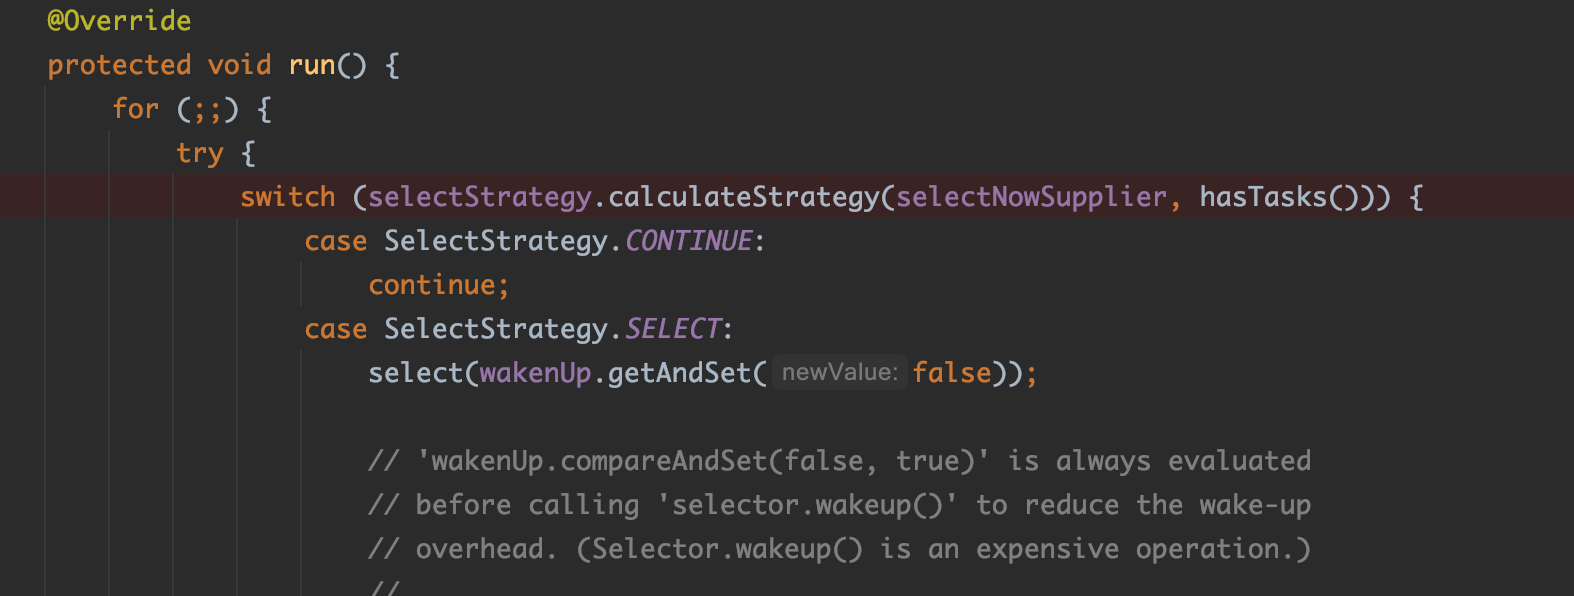 @Override
protected void run() {
for (;;) {
try {
switch (selectStrategy.calculateStrategy(selectNowSupplier, hasTasks())) {
case SelectStrategy.CONTINUE:
continue;
case SelectStrategy.SELECT:
select(wakenUp.getAndSet( newValue: false));
// 'wakenUp.compareAndSet(false, true)' is always evaluated
// before calling 'selector.wakeup()' to reduce the wake-up
// overhead. (Selector.wakeup() is an expensive operation.)
//